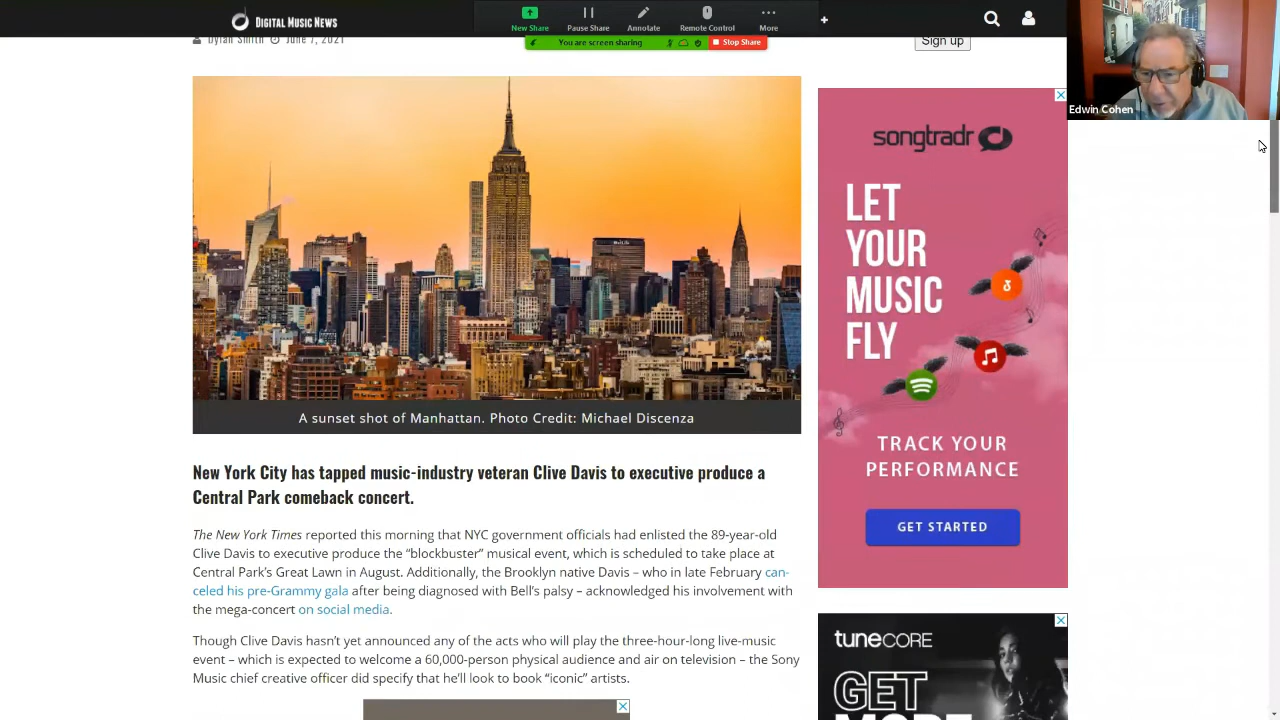 DIGITAL MUSIC NEWS
New Share
Pause Share
Annotate
Remote Control
More
You are screen sharing
Stop Share
Dylan Smith
June 7, 2021
Sign up
Edwin Cohen
MetLife
A sunset shot of Manhattan. Photo Credit: Michael Discenza
New York City has tapped music-industry veteran Clive Davis to executive produce a
Central Park comeback concert.
The New York Times reported this morning that NYC government officials had enlisted the 89-year-old
Clive Davis to executive produce the “blockbuster” musical event, which is scheduled to take place at
Central Park’s Great Lawn in August. Additionally, the Brooklyn native Davis – who in late February can-
celed his pre-Grammy gala after being diagnosed with Bell’s palsy – acknowledged his involvement with
the mega-concert on social media.
Though Clive Davis hasn’t yet announced any of the acts who will play the three-hour-long live-music
event – which is expected to welcome a 60,000-person physical audience and air on television – the Sony
Music chief creative officer did specify that he’ll look to book “iconic” artists.
songtradr
LET
YOUR
MUSIC
FLY
TRACK YOUR
PERFORMANCE
GET STARTED
tunecore
GET
MORE